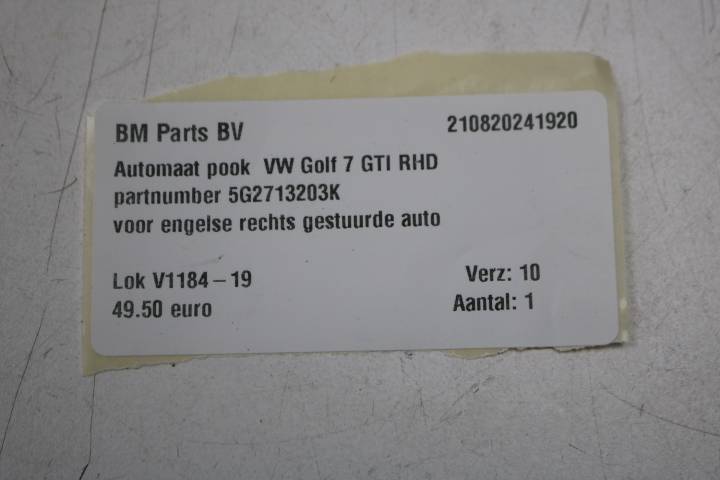 BM Parts BV 210820241920
Automaat pook VW Golf 7 GTI RHD
partnumber 5G2713203K
voor engelse rechts gestuurde auto
Lok V1184-19 Verz: 10
49.50 euro Aantal: 1